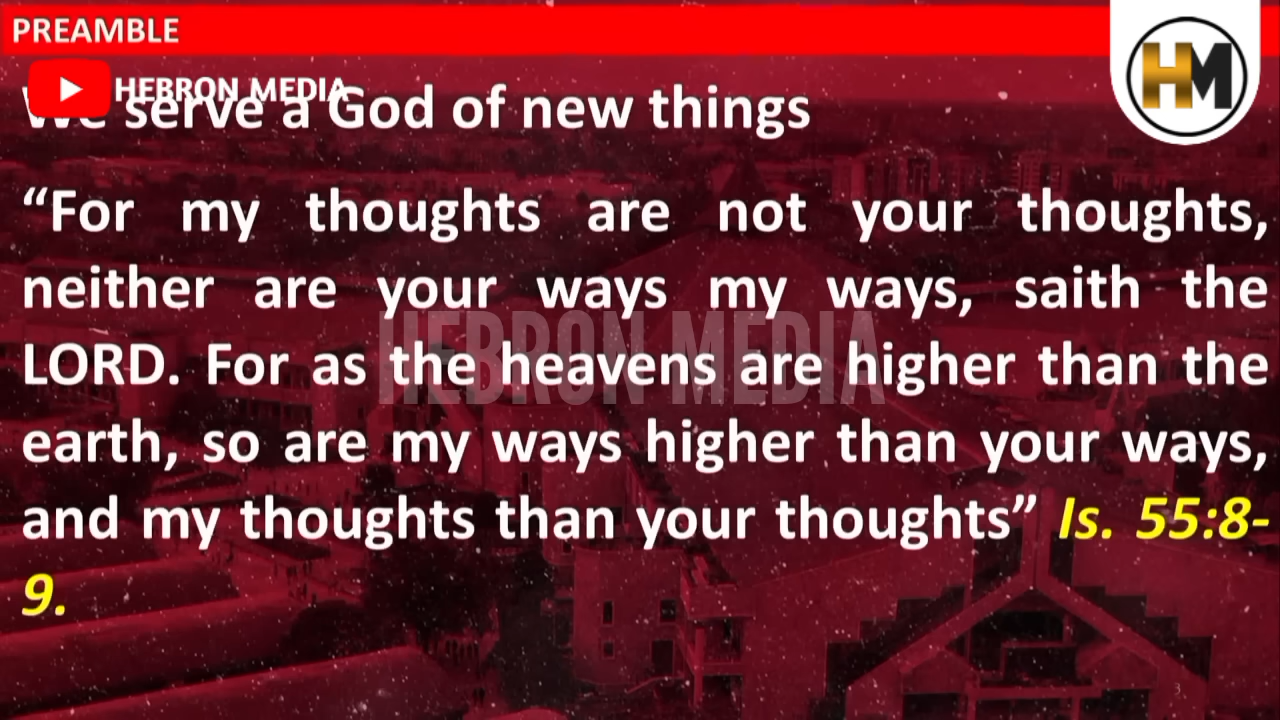 PREAMBLE
HM
HEBRON MEDIA
We serve a God of new things
“For my thoughts are not your thoughts,
neither are your ways my ways, saith the
HEBRON MEDIA
LORD. For as the heavens are higher than the
earth, so are my ways higher than your ways,
and my thoughts than your thoughts” Is. 55:8-
9.
3